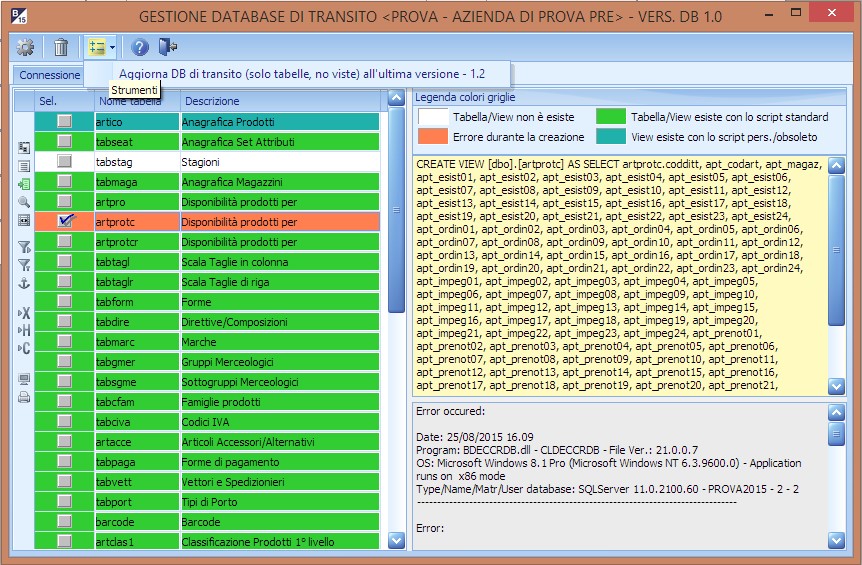 B
15
GESTIONE DATABASE DI TRANSITO <PROVA - AZIENDA DI PROVA PRE> - VERS. DB 1.0
Connessione
Aggiorna DB di transito (solo tabelle, no viste) all'ultima versione - 1.2
Strumenti
Sel. Nome tabella Descrizione
artico Anagrafica Prodotti
tabseat Anagrafica Set Attributi
tabstag Stagioni
tabmaga Anagrafica Magazzini
artpro Disponibilità prodotti per
artprotc Disponibilità prodotti per
artprotcr Disponibilità prodotti per
tabtagl Scala Taglie in colonna
tabtaglr Scala Taglie di riga
tabform Forme
tabdire Direttive/Composizioni
tabmarc Marche
tabgmer Gruppi Merceologici
tabsgme Sottogruppi Merceologici
tabcfam Famiglie prodotti
tabciva Codici IVA
artacce Articoli Accessori/Alternativi
tabpaga Forme di pagamento
tabvett Vettori e Spedizionieri
tabport Tipi di Porto
barcode Barcode
artclas1 Classificazione Prodotti 1° livello
X
H
C
Legenda colori griglie
Tabella/View non è esiste Tabella/View esiste con lo script standard
Errore durante la creazione View esiste con lo script pers./obsoleto
CREATE VIEW [dbo].[artprotc] AS SELECT artprotc.codditt, apt_codart, apt_magaz,
apt_esist01, apt_esist02, apt_esist03, apt_esist04, apt_esist05, apt_esist06,
apt_esist07, apt_esist08, apt_esist09, apt_esist10, apt_esist11, apt_esist12,
apt_esist13, apt_esist14, apt_esist15, apt_esist16, apt_esist17, apt_esist18,
apt_esist19, apt_esist20, apt_esist21, apt_esist22, apt_esist23, apt_esist24,
apt_ordin01, apt_ordin02, apt_ordin03, apt_ordin04, apt_ordin05, apt_ordin06,
apt_ordin07, apt_ordin08, apt_ordin09, apt_ordin10, apt_ordin11, apt_ordin12,
apt_ordin13, apt_ordin14, apt_ordin15, apt_ordin16, apt_ordin17, apt_ordin18,
apt_ordin19, apt_ordin20, apt_ordin21, apt_ordin22, apt_ordin23, apt_ordin24,
apt_impeg01, apt_impeg02, apt_impeg03, apt_impeg04, apt_impeg05,
apt_impeg06, apt_impeg07, apt_impeg08, apt_impeg09, apt_impeg10,
apt_impeg11, apt_impeg12, apt_impeg13, apt_impeg14, apt_impeg15,
apt_impeg16, apt_impeg17, apt_impeg18, apt_impeg19, apt_impeg20,
apt_impeg21, apt_impeg22, apt_impeg23, apt_impeg24, apt_prenot01,
apt_prenot02, apt_prenot03, apt_prenot04, apt_prenot05, apt_prenot06,
apt_prenot07, apt_prenot08, apt_prenot09, apt_prenot10, apt_prenot11,
apt_prenot12, apt_prenot13, apt_prenot14, apt_prenot15, apt_prenot16,
apt_prenot17, apt_prenot18, apt_prenot19, apt_prenot20, apt_prenot21,
Error occured:
Date: 25/08/2015 16.09
Program: BDECCRDB.dll - CLDECCRDB - File Ver.: 21.0.0.7
OS: Microsoft Windows 8.1 Pro (Microsoft Windows NT 6.3.9600.0) - Application
runs on x86 mode
Type/Name/Matr/User database: SQLServer 11.0.2100.60 - PROVA2015 - 2 - 2
--------------------------------------------------------------------------------
Error: